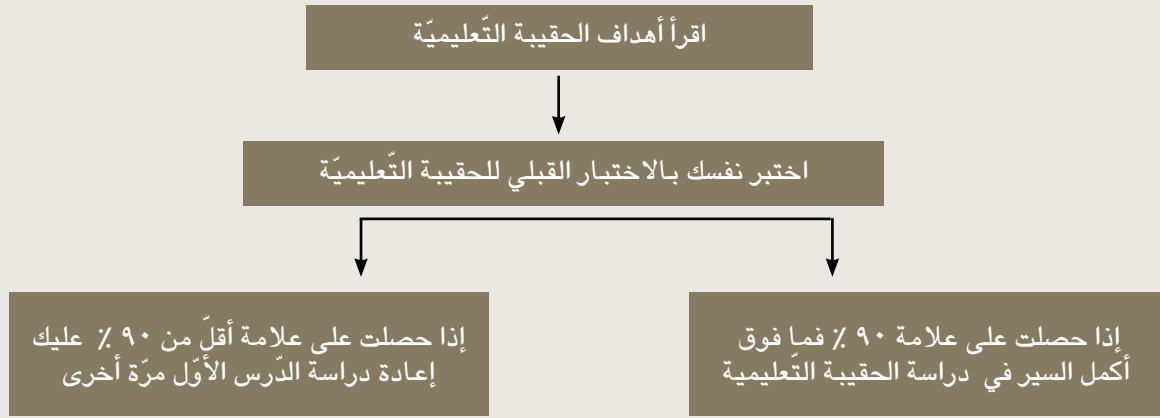 اقرأ أهداف الحقيبة التّعليميّة
اختبر نفسك بالاختبار القبلي للحقيبة التّعليميّة
إذا حصلت على علامة ٩٠ ٪ فما فوق
أكمل السير في دراسة الحقيبة التّعليمية
إذا حصلت على علامة أقلّ من ٩٠ ٪ عليك
إعادة دراسة الدّرس الأوّل مرّة أخرى